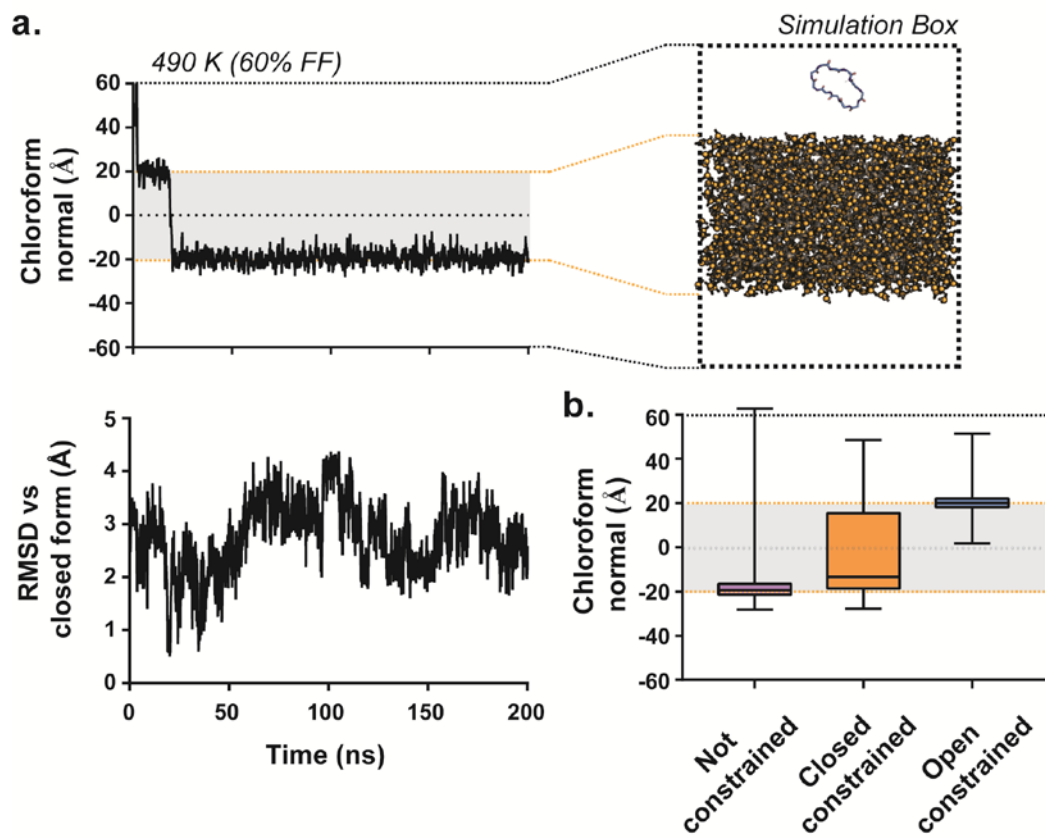 a.
490 K (60% FF)
Simulation Box
Chloroform
normal (Å)
60
40
20
0
-20
-40
-60
RMSD vs
closed form (Å)
5
4
3
2
1
0
0
50
100
150
200
Time (ns)
b.
Chloroform
normal (Å)
60
40
20
0
-20
-40
-60
Not
constrained
Closed
constrained
Open
constrained